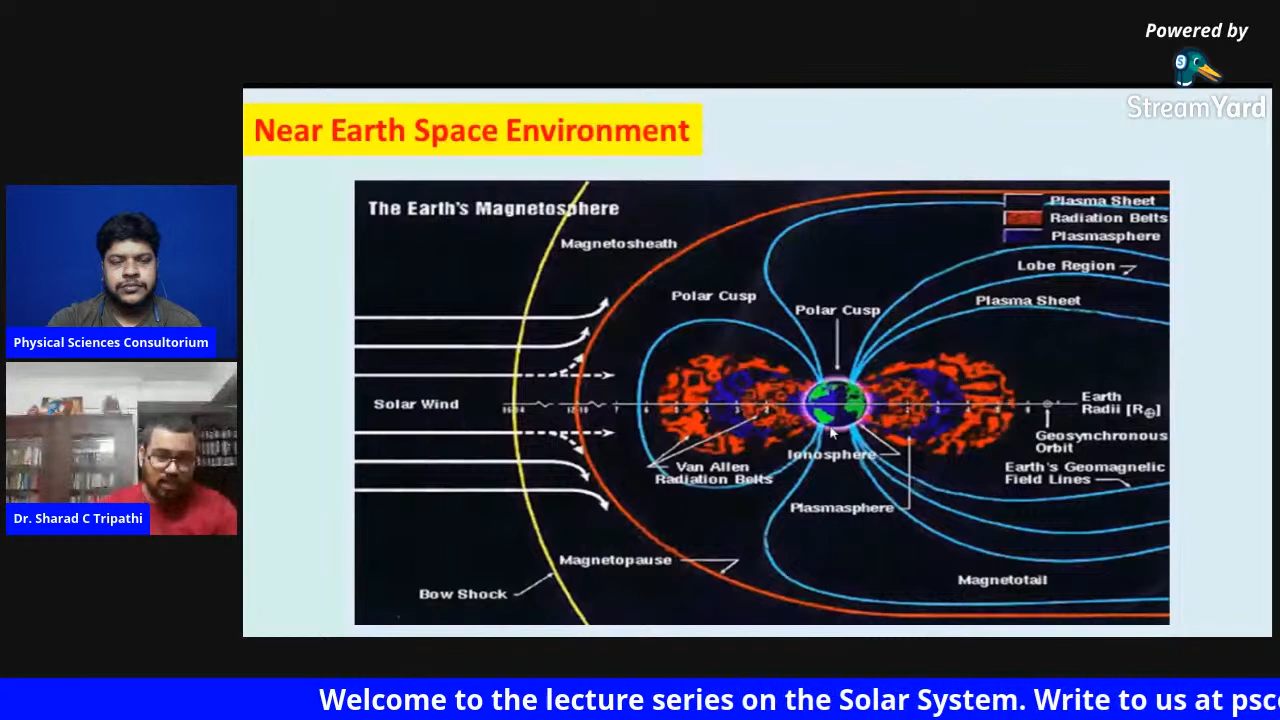 Powered by
StreamYard
Near Earth Space Environment
The Earth's Magnetosphere
Plasma Sheet
Radiation Belts
Plasmasphere
Magnetosheath
Lobe Region
Polar Cusp
Polar Cusp
Plasma Sheet
Solar Wind
Earth
Radii [R⊕]
Geosynchronous
Orbit
Ionosphere
Van Allen
Radiation Belts
Earth's Geomagnetic
Field Lines
Plasmasphere
Magnetopause
Magnetotail
Bow Shock
Physical Sciences Consultorium
Dr. Sharad C Tripathi
Welcome to the lecture series on the Solar System. Write to us at psc